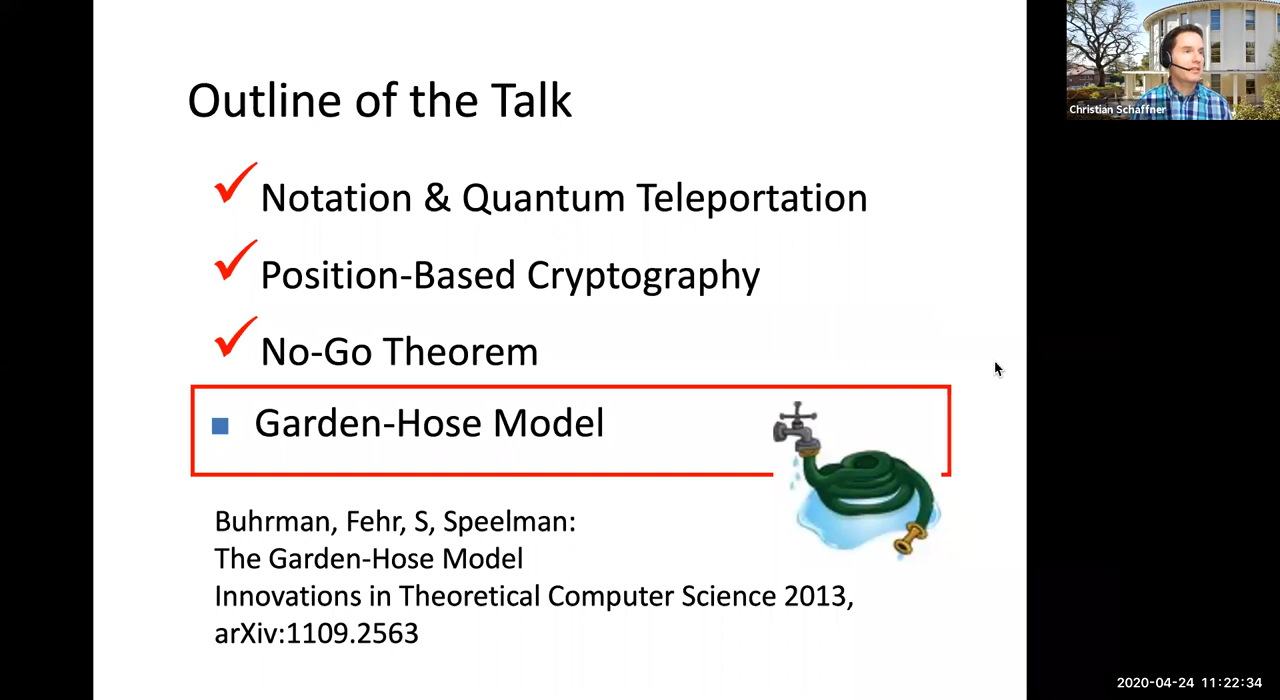 Outline of the Talk
Notation & Quantum Teleportation
Position-Based Cryptography
No-Go Theorem
Garden-Hose Model
Buhrman, Fehr, S, Speelman:
The Garden-Hose Model
Innovations in Theoretical Computer Science 2013,
arXiv:1109.2563
Christian Schaffner
2020-04-24 11:22:34